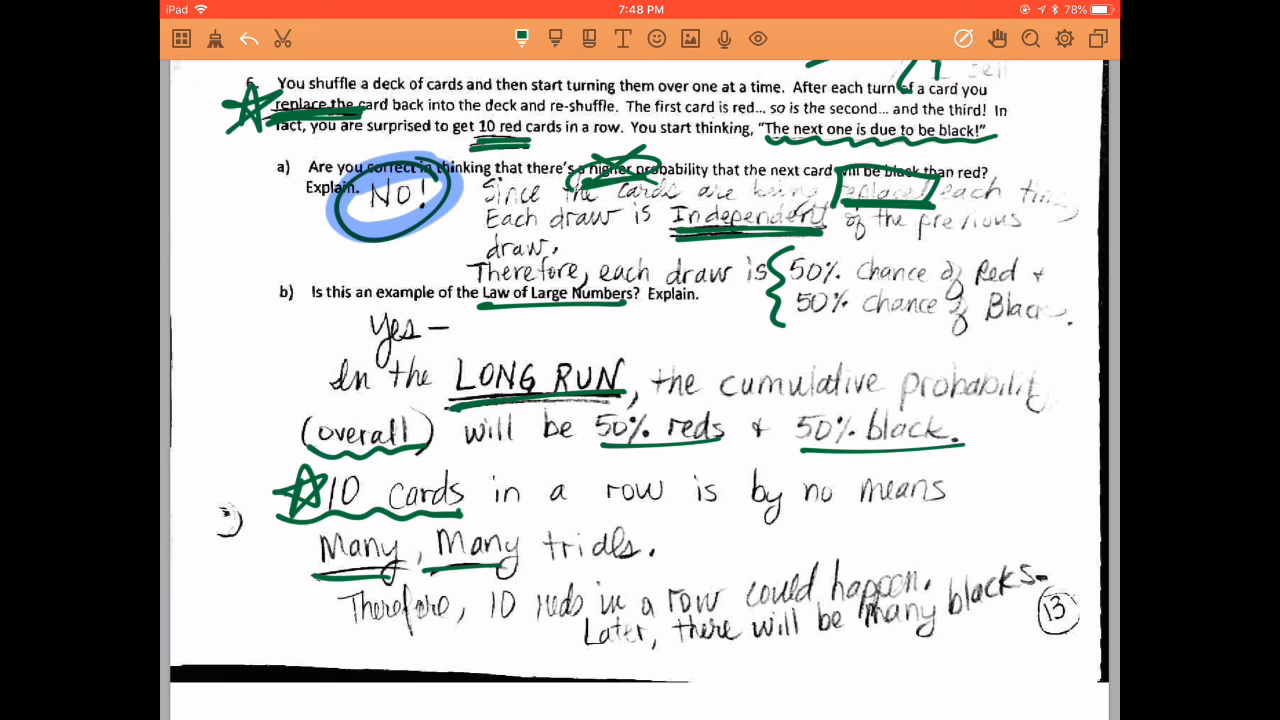 iPad 7:48 PM 78%
sell
6. You shuffle a deck of cards and then start turning them over one at a time. After each turn of a card you
replace the card back into the deck and re-shuffle. The first card is red... so is the second... and the third! In
fact, you are surprised to get 10 red cards in a row. You start thinking, "The next one is due to be black!"
a) Are you correct in thinking that there's a higher probability that the next card will be black than red?
Explain. No! Since the cards are being replaced each time
Each draw is Independent of the previous
draw.
Therefore, each draw is 50% Chance of Red +
50% Chance of Black.
b) Is this an example of the Law of Large Numbers? Explain.
Yes –
In the LONG RUN, the cumulative probability
(overall) will be 50% reds + 50% black.
10 cards in a row is by no means
Many, Many trials.
Therefore, 10 reds in a row could happen.
Later, there will be many blacks.
13